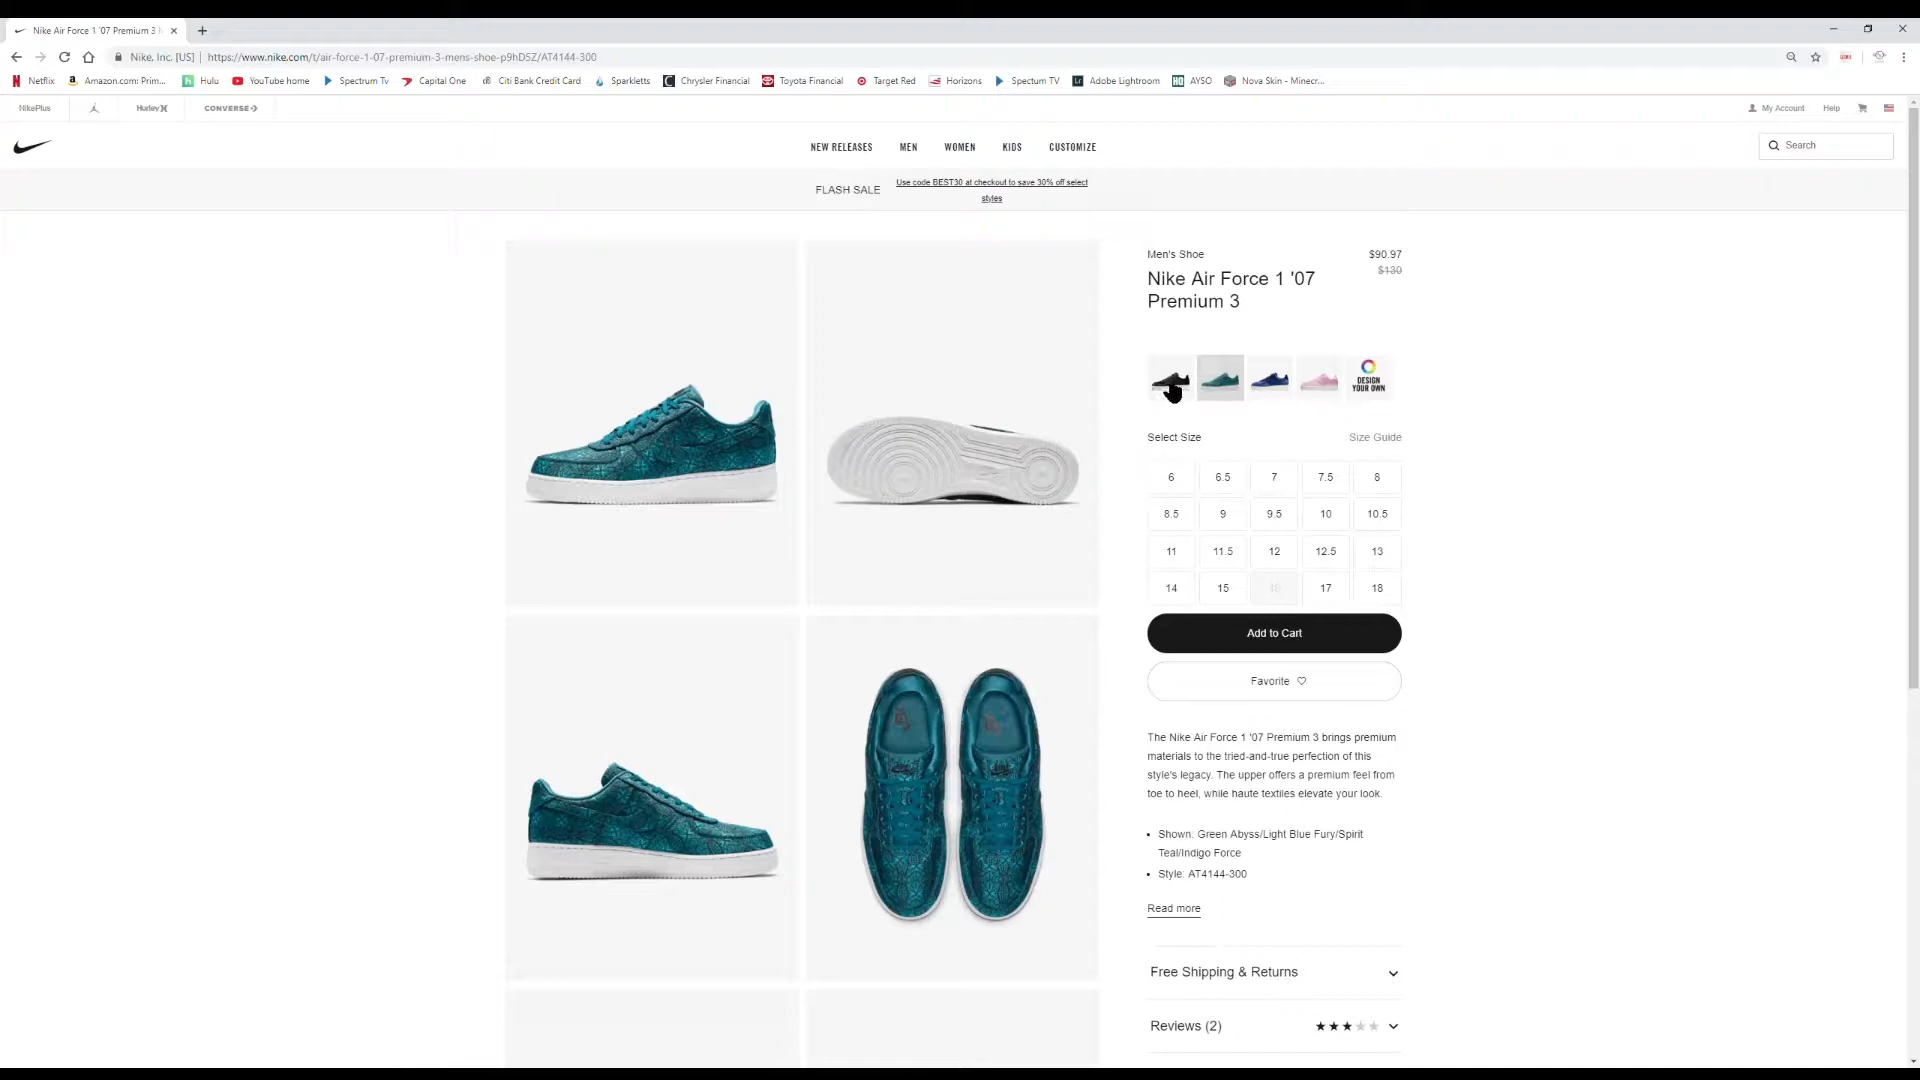 Nike Air Force 1 '07 Premium 3
Nike, Inc. [US] | https://www.nike.com/t/air-force-1-07-premium-3-mens-shoe-p9hD5Z/AT4144-300
Netflix Amazon.com: Prim... Hulu YouTube home Spectrum Tv Capital One Citi Bank Credit Card Sparkletts Chrysler Financial Toyota Financial Target Red Horizons Spectum TV Adobe Lightroom AYSO Nova Skin - Minecr...
NikePlus Hurley CONVERSE My Account Help
NEW RELEASES MEN WOMEN KIDS CUSTOMIZE Search
FLASH SALE Use code BEST30 at checkout to save 30% off select
styles
Men's Shoe $90.97
$130
Nike Air Force 1 '07
Premium 3
DESIGN
YOUR OWN
Select Size Size Guide
6 6.5 7 7.5 8
8.5 9 9.5 10 10.5
11 11.5 12 12.5 13
14 15 16 17 18
Add to Cart
Favorite
The Nike Air Force 1 '07 Premium 3 brings premium
materials to the tried-and-true perfection of this
style's legacy. The upper offers a premium feel from
toe to heel, while haute textiles elevate your look.
• Shown: Green Abyss/Light Blue Fury/Spirit
Teal/Indigo Force
• Style: AT4144-300
Read more
Free Shipping & Returns
Reviews (2)